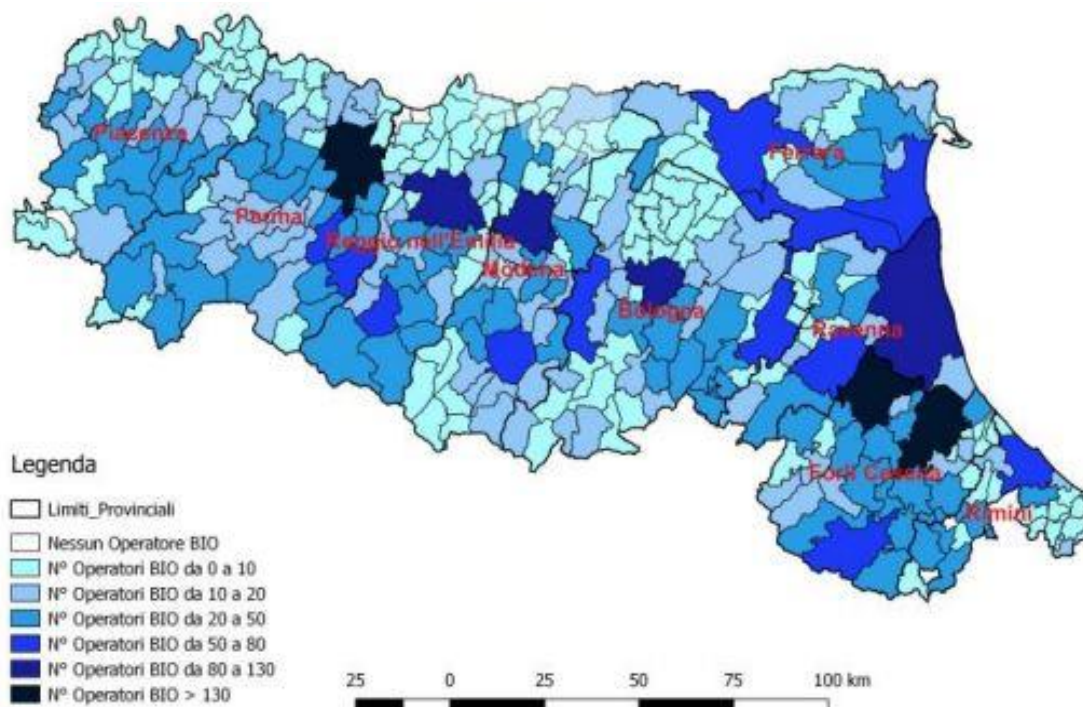 Piacenza
Parma
Reggio nell'Emilia
Modena
Bologna
Ferrara
Ravenna
Forlì Cesena
Rimini
Legenda
Limiti_Provinciali
Nessun Operatore BIO
N° Operatori BIO da 0 a 10
N° Operatori BIO da 10 a 20
N° Operatori BIO da 20 a 50
N° Operatori BIO da 50 a 80
N° Operatori BIO da 80 a 130
N° Operatori BIO > 130
25 0 25 50 75 100 km